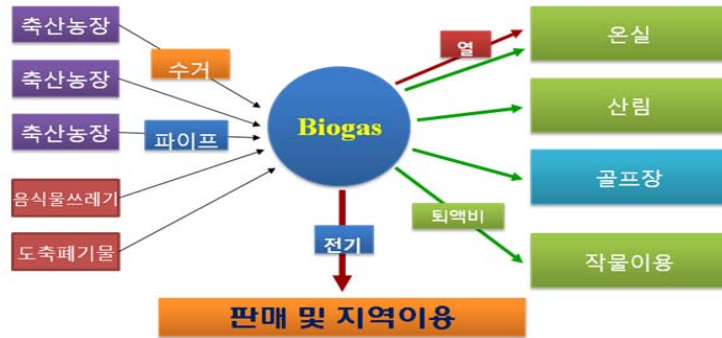 축산농장
수거
축산농장
축산농장
파이프
음식물쓰레기
도축폐기물
Biogas
열
온실
산림
골프장
퇴액비
작물이용
전기
판매 및 지역이용